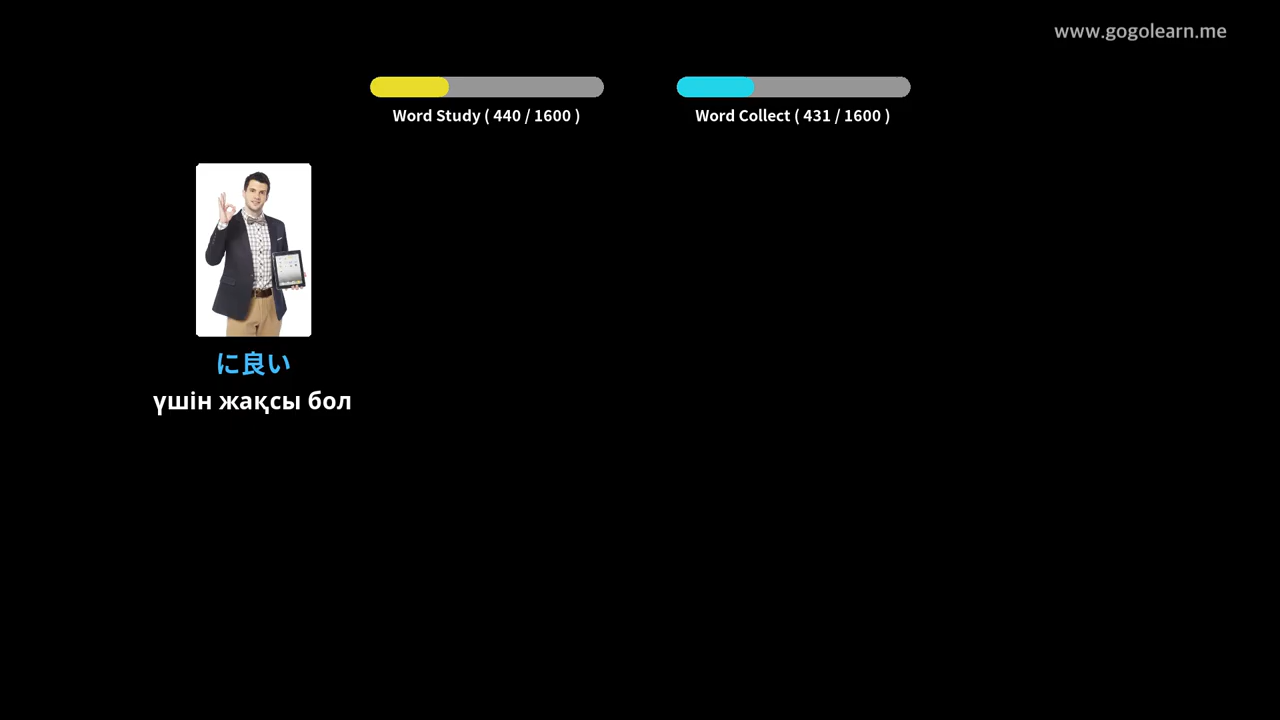 www.gogolearn.me
Word Study ( 440 / 1600 )
Word Collect ( 431 / 1600 )
に良い
үшін жақсы бол